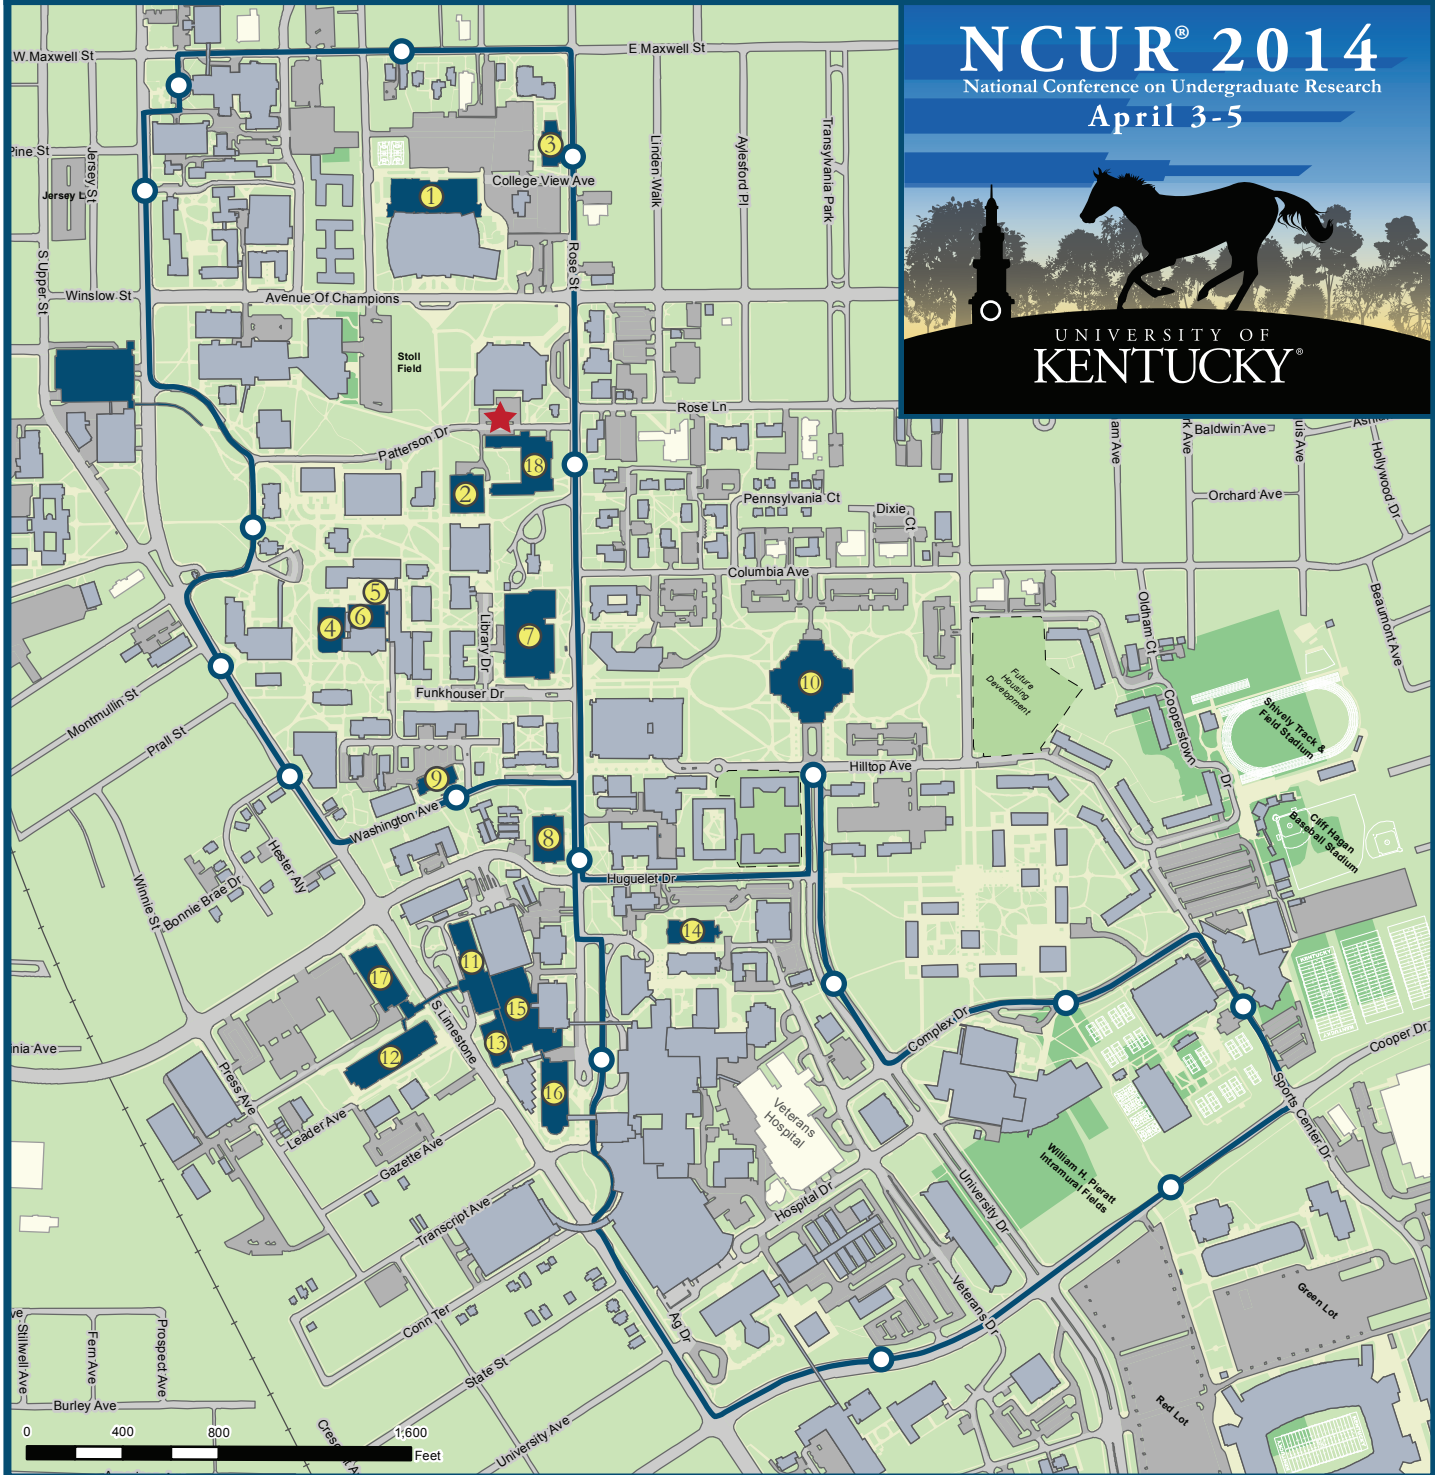 NCUR® 2014
National Conference on Undergraduate Research
April 3-5
UNIVERSITY OF
KENTUCKY®
W.Maxwell St
E Maxwell St
Pine St
Jersey St
Jersey L
S Upper St
Winslow St
Avenue Of Champions
College View Ave
Rose St
Linden Walk
Aylesford Pl
Transylvania Park
1
3
Stoll
Field
Rose Ln
Patterson Dr
18
2
Pennsylvania Ct
Dixie Ct
Baldwin Ave
Orchard Ave
Hollywood Dr
Columbia Ave
Oldham Ct
Beaumont Ave
5
6
4
7
Library Dr
Funkhouser Dr
10
Future
Housing
Development
Cooperstown Dr
Shively Track &
Field Stadium
Montmullin St
Prall St
Hilltop Ave
9
Washington Ave
8
Huguelet Dr
Cliff Hagan
Baseball Stadium
Hester Aly
Bonnie Brae Dr
Winnie St
14
11
17
15
13
12
16
S Limestone
Complex Dr
KENTUCKY
Cooper Dr
Sports Center Dr
Press Ave
Leader Ave
Gazette Ave
Transcript Ave
Veterans
Hospital
Hospital Dr
University Dr
William H. Pieratt
Intramural Fields
Veterans Dr
Green Lot
Red Lot
Conn Ter
State St
Ag Dr
University Ave
Stillwell Ave
Fern Ave
Prospect Ave
Burley Ave
0 400 800 1,600
Feet